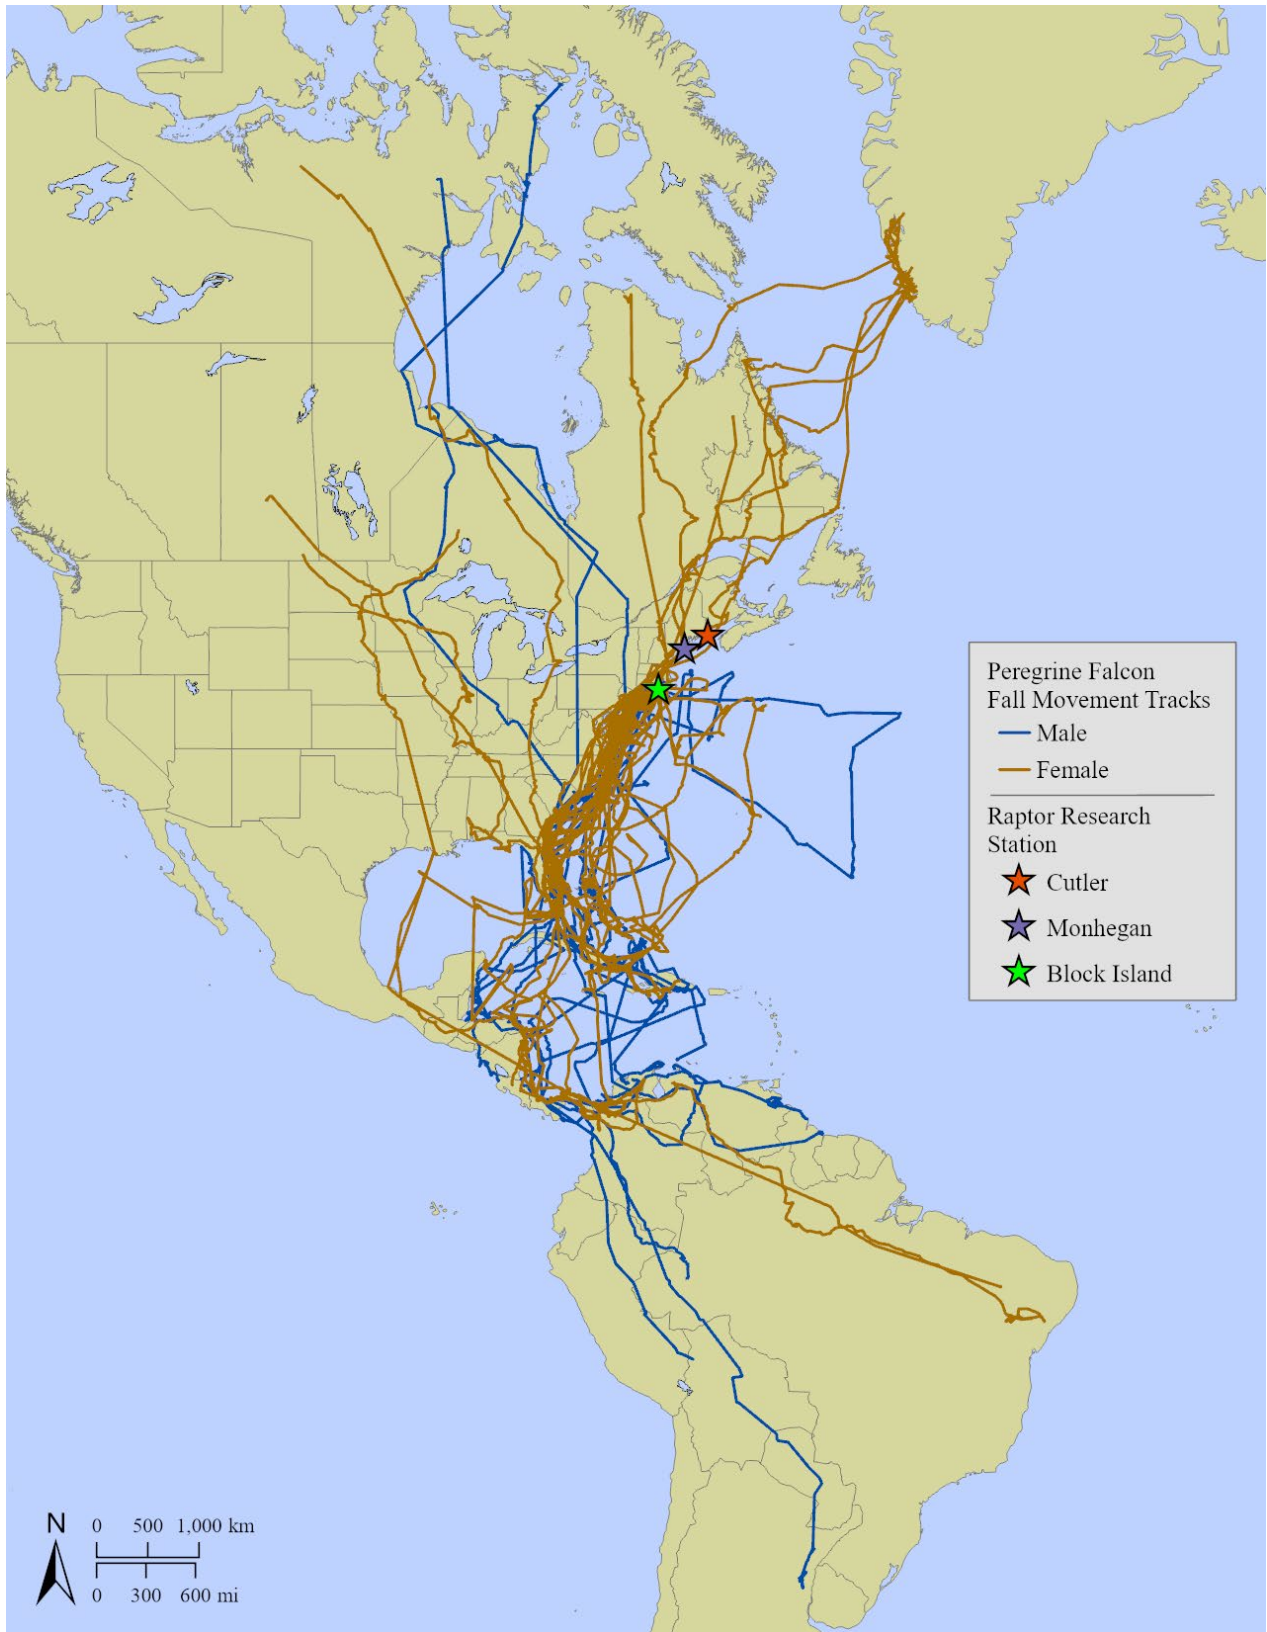 Peregrine Falcon
Fall Movement Tracks
Male
Female
Raptor Research
Station
Cutler
Monhegan
Block Island
N
0 500 1,000 km
0 300 600 mi